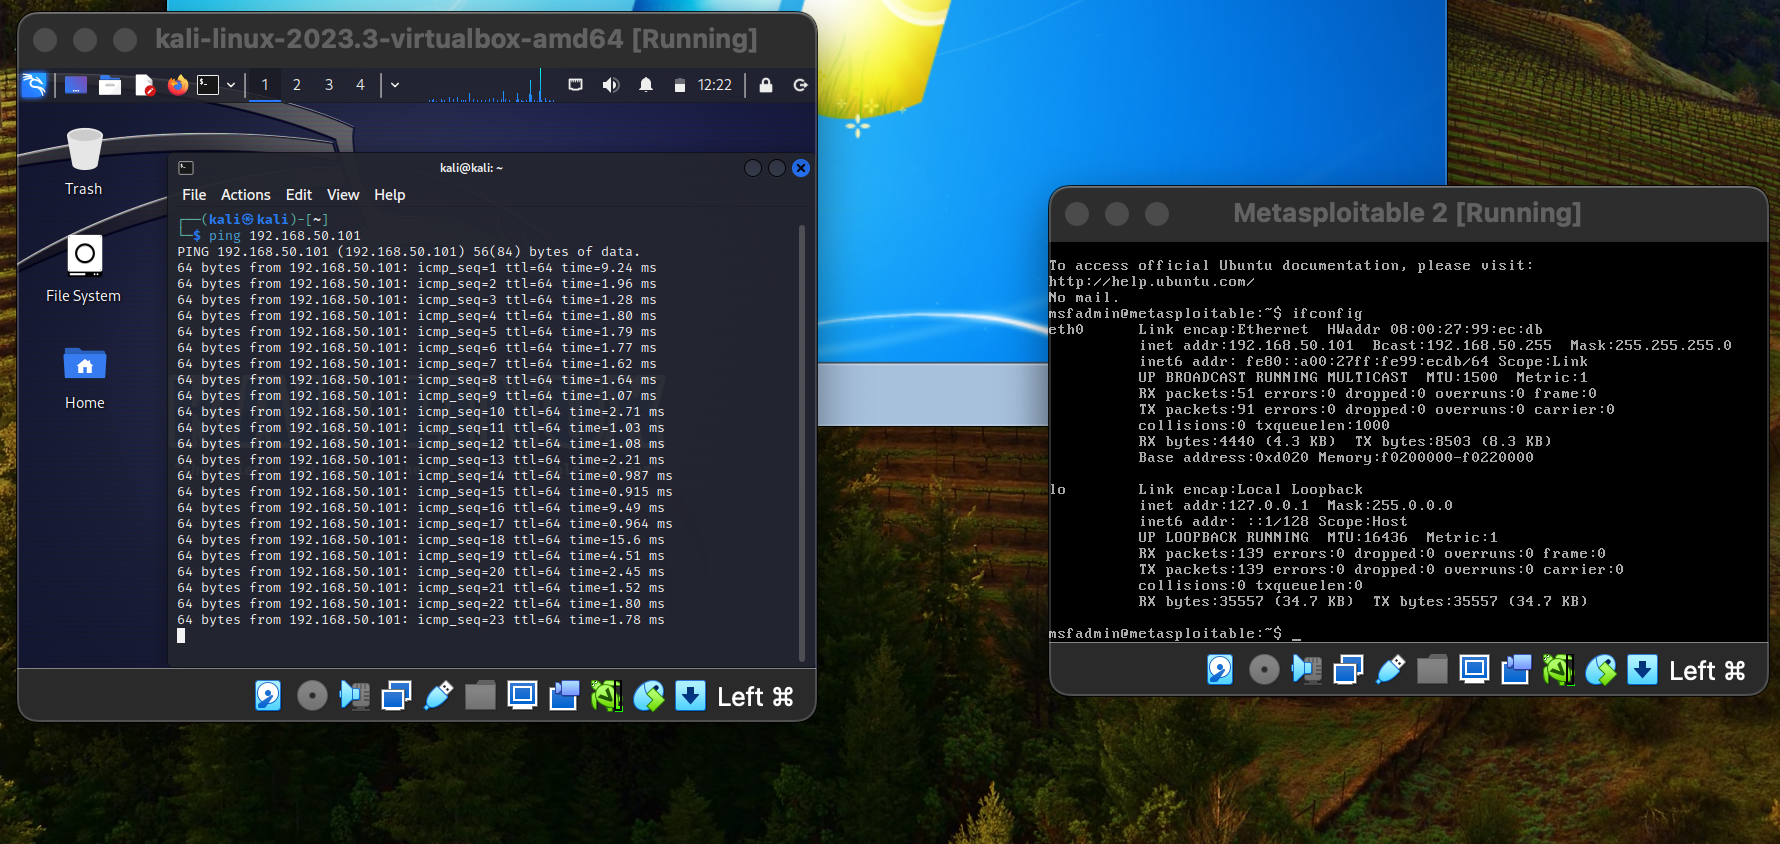 kali-linux-2023.3-virtualbox-amd64 [Running]
1 2 3 4 12:22
Trash
File System
Home
kali@kali: ~
File Actions Edit View Help
┌──(kali㉿kali)-[~]
└─$ ping 192.168.50.101
PING 192.168.50.101 (192.168.50.101) 56(84) bytes of data.
64 bytes from 192.168.50.101: icmp_seq=1 ttl=64 time=9.24 ms
64 bytes from 192.168.50.101: icmp_seq=2 ttl=64 time=1.96 ms
64 bytes from 192.168.50.101: icmp_seq=3 ttl=64 time=1.28 ms
64 bytes from 192.168.50.101: icmp_seq=4 ttl=64 time=1.80 ms
64 bytes from 192.168.50.101: icmp_seq=5 ttl=64 time=1.79 ms
64 bytes from 192.168.50.101: icmp_seq=6 ttl=64 time=1.77 ms
64 bytes from 192.168.50.101: icmp_seq=7 ttl=64 time=1.62 ms
64 bytes from 192.168.50.101: icmp_seq=8 ttl=64 time=1.64 ms
64 bytes from 192.168.50.101: icmp_seq=9 ttl=64 time=1.07 ms
64 bytes from 192.168.50.101: icmp_seq=10 ttl=64 time=2.71 ms
64 bytes from 192.168.50.101: icmp_seq=11 ttl=64 time=1.03 ms
64 bytes from 192.168.50.101: icmp_seq=12 ttl=64 time=1.08 ms
64 bytes from 192.168.50.101: icmp_seq=13 ttl=64 time=2.21 ms
64 bytes from 192.168.50.101: icmp_seq=14 ttl=64 time=0.987 ms
64 bytes from 192.168.50.101: icmp_seq=15 ttl=64 time=0.915 ms
64 bytes from 192.168.50.101: icmp_seq=16 ttl=64 time=9.49 ms
64 bytes from 192.168.50.101: icmp_seq=17 ttl=64 time=0.964 ms
64 bytes from 192.168.50.101: icmp_seq=18 ttl=64 time=15.6 ms
64 bytes from 192.168.50.101: icmp_seq=19 ttl=64 time=4.51 ms
64 bytes from 192.168.50.101: icmp_seq=20 ttl=64 time=2.45 ms
64 bytes from 192.168.50.101: icmp_seq=21 ttl=64 time=1.52 ms
64 bytes from 192.168.50.101: icmp_seq=22 ttl=64 time=1.80 ms
64 bytes from 192.168.50.101: icmp_seq=23 ttl=64 time=1.78 ms
Left ⌘
Metasploitable 2 [Running]
To access official Ubuntu documentation, please visit:
http://help.ubuntu.com/
No mail.
msfadmin@metasploitable:~$ ifconfig
eth0 Link encap:Ethernet HWaddr 08:00:27:99:ec:db
inet addr:192.168.50.101 Bcast:192.168.50.255 Mask:255.255.255.0
inet6 addr: fe80::a00:27ff:fe99:ecdb/64 Scope:Link
UP BROADCAST RUNNING MULTICAST MTU:1500 Metric:1
RX packets:51 errors:0 dropped:0 overruns:0 frame:0
TX packets:91 errors:0 dropped:0 overruns:0 carrier:0
collisions:0 txqueuelen:1000
RX bytes:4440 (4.3 KB) TX bytes:8503 (8.3 KB)
Base address:0xd020 Memory:f0200000-f0220000
lo Link encap:Local Loopback
inet addr:127.0.0.1 Mask:255.0.0.0
inet6 addr: ::1/128 Scope:Host
UP LOOPBACK RUNNING MTU:16436 Metric:1
RX packets:139 errors:0 dropped:0 overruns:0 frame:0
TX packets:139 errors:0 dropped:0 overruns:0 carrier:0
collisions:0 txqueuelen:0
RX bytes:35557 (34.7 KB) TX bytes:35557 (34.7 KB)
msfadmin@metasploitable:~$ _
Left ⌘